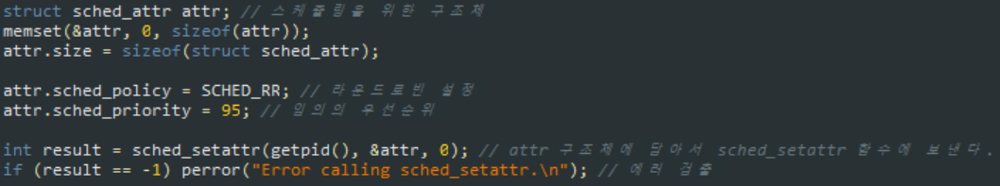 struct sched_attr attr; // 스케줄링을 위한 구조체
memset(&attr, 0, sizeof(attr));
attr.size = sizeof(struct sched_attr);
attr.sched_policy = SCHED_RR; // 라운드로빈 설정
attr.sched_priority = 95; // 임의의 우선순위
int result = sched_setattr(getpid(), &attr, 0); // attr 구조체에 담아서 sched_setattr 함수에 보낸다.
if (result == -1) perror("Error calling sched_setattr.\n"); // 에러 검출